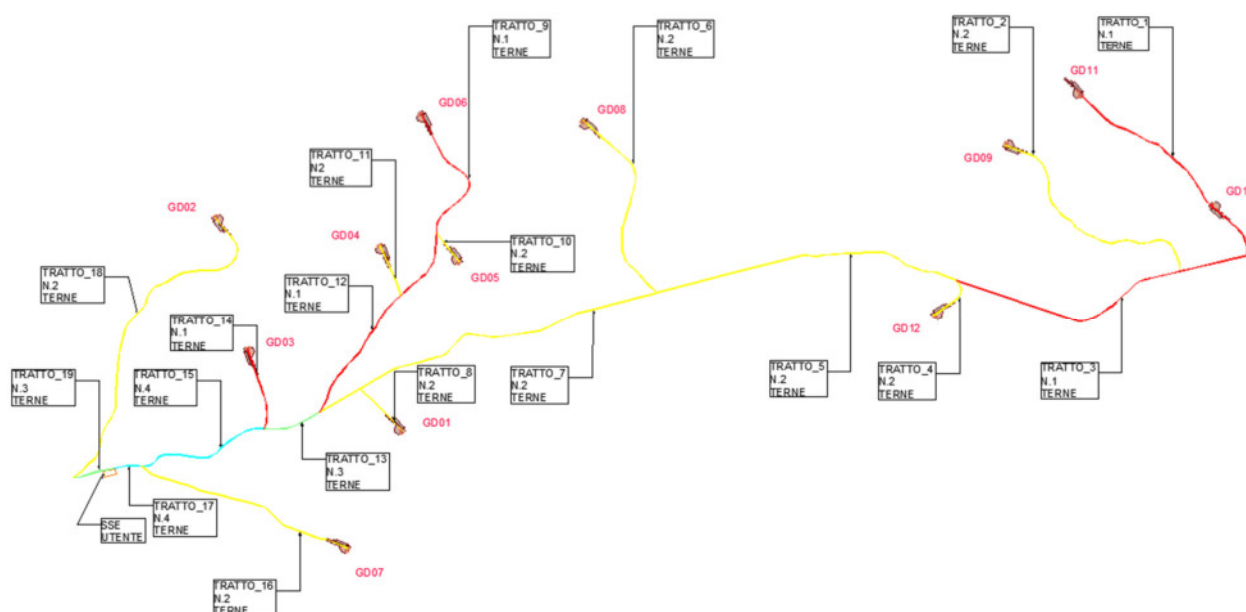 TRATTO_9
N.1
TERNE
TRATTO_6
N.2
TERNE
TRATTO_2
N.2
TERNE
TRATTO_1
N.1
TERNE
GD11
GD06
GD08
GD09
TRATTO_11
N2
TERNE
GD1
GD02
GD04
TRATTO_10
N.2
TERNE
GD05
TRATTO_18
N.2
TERNE
TRATTO_12
N.1
TERNE
TRATTO_14
N.1
TERNE
GD03
GD12
TRATTO_19
N.3
TERNE
TRATTO_15
N.4
TERNE
TRATTO_8
N.2
TERNE
TRATTO_7
N.2
TERNE
TRATTO_5
N.2
TERNE
TRATTO_4
N.2
TERNE
TRATTO_3
N.1
TERNE
GD01
TRATTO_13
N.3
TERNE
TRATTO_17
N.4
TERNE
SSE
UTENTE
GD07
TRATTO_16
N.2
TERNE